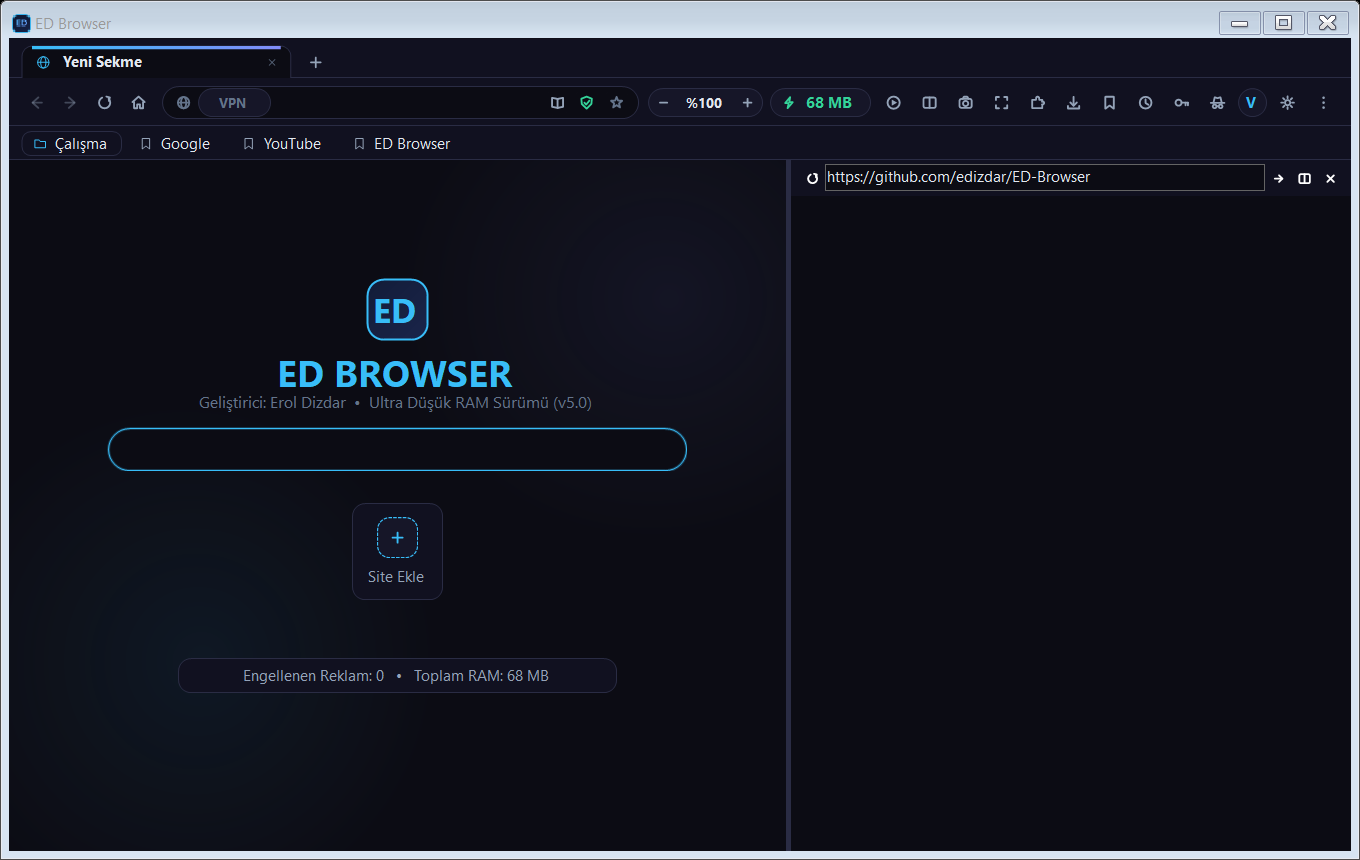 ED ED Browser
Yeni Sekme
VPN
%100
68 MB
V
Çalışma
Google
YouTube
ED Browser
https://github.com/edizdar/ED-Browser
ED
ED BROWSER
Geliştirici: Erol Dizdar • Ultra Düşük RAM Sürümü (v5.0)
Site Ekle
Engellenen Reklam: 0 • Toplam RAM: 68 MB